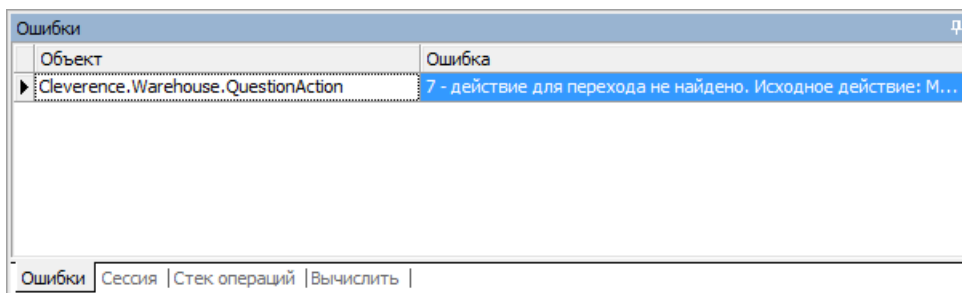 Ошибки
Объект Ошибка
Cleverence.Warehouse.QuestionAction 7 - действие для перехода не найдено. Исходное действие: М...
Ошибки Сессия |Стек операций |Вычислить |